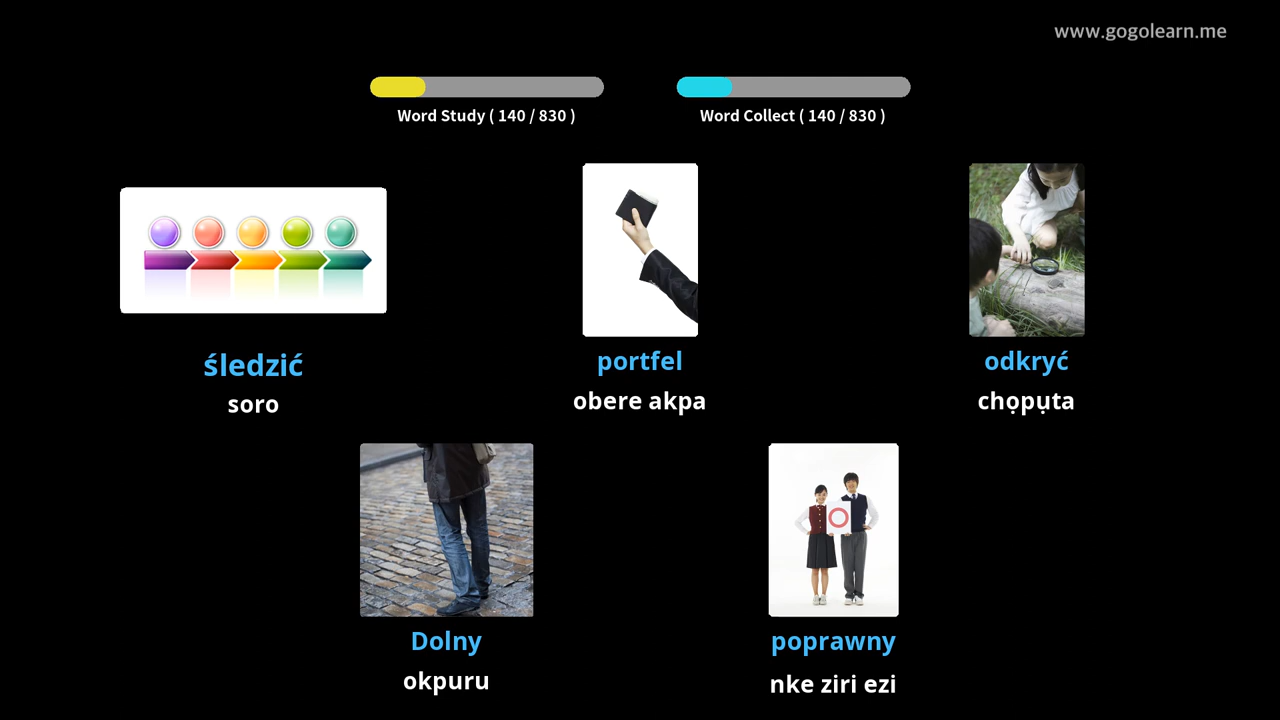 www.gogolearn.me
Word Study ( 140 / 830 )
Word Collect ( 140 / 830 )
śledzić
soro
portfel
obere akpa
odkryć
chọpụta
Dolny
okpuru
poprawny
nke ziri ezi